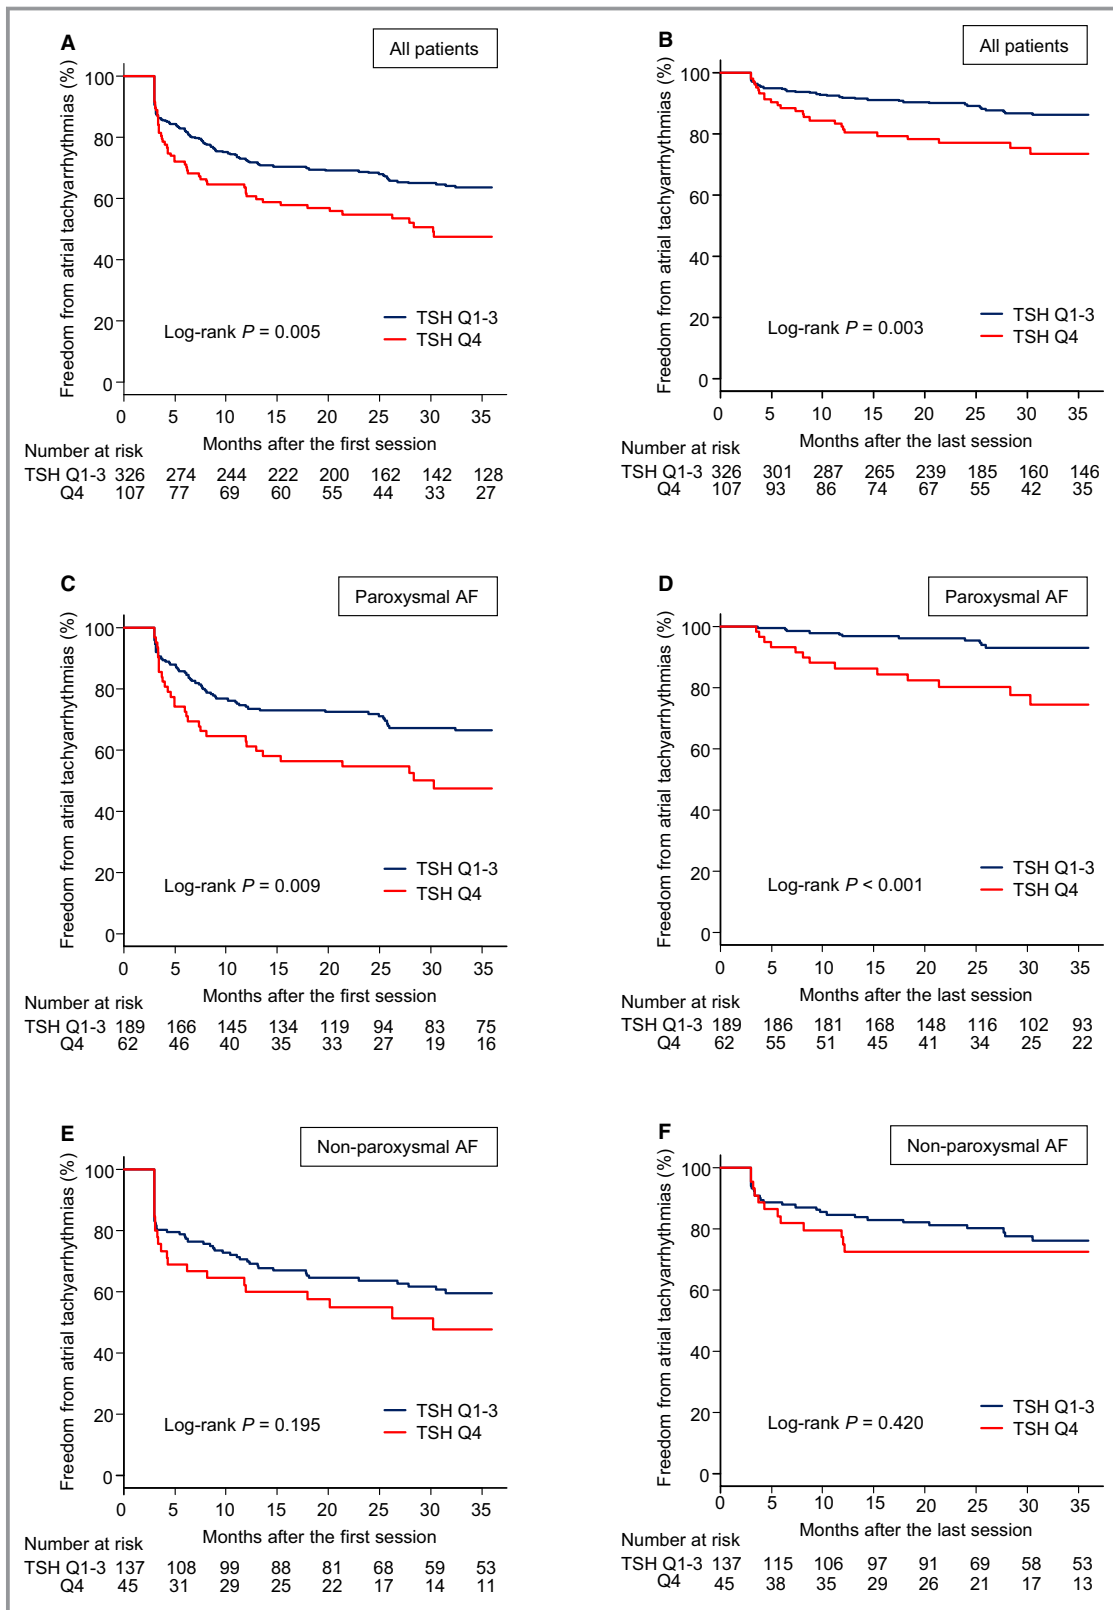 A
All patients
Freedom from atrial tachyarrhythmias (%)
100
80
60
40
20
0
Log-rank P = 0.005
TSH Q1-3
TSH Q4
0 5 10 15 20 25 30 35
Months after the first session
Number at risk
TSH Q1-3 326 274 244 222 200 162 142 128
Q4 107 77 69 60 55 44 33 27
B
All patients
Freedom from atrial tachyarrhythmias (%)
100
80
60
40
20
0
Log-rank P = 0.003
TSH Q1-3
TSH Q4
0 5 10 15 20 25 30 35
Months after the last session
Number at risk
TSH Q1-3 326 301 287 265 239 185 160 146
Q4 107 93 86 74 67 55 42 35
C
Paroxysmal AF
Freedom from atrial tachyarrhythmias (%)
100
80
60
40
20
0
Log-rank P = 0.009
TSH Q1-3
TSH Q4
0 5 10 15 20 25 30 35
Months after the first session
Number at risk
TSH Q1-3 189 166 145 134 119 94 83 75
Q4 62 46 40 35 33 27 19 16
D
Paroxysmal AF
Freedom from atrial tachyarrhythmias (%)
100
80
60
40
20
0
Log-rank P < 0.001
TSH Q1-3
TSH Q4
0 5 10 15 20 25 30 35
Months after the last session
Number at risk
TSH Q1-3 189 186 181 168 148 116 102 93
Q4 62 55 51 45 41 34 25 22
E
Non-paroxysmal AF
Freedom from atrial tachyarrhythmias (%)
100
80
60
40
20
0
Log-rank P = 0.195
TSH Q1-3
TSH Q4
0 5 10 15 20 25 30 35
Months after the first session
Number at risk
TSH Q1-3 137 108 99 88 81 68 59 53
Q4 45 31 29 25 22 17 14 11
F
Non-paroxysmal AF
Freedom from atrial tachyarrhythmias (%)
100
80
60
40
20
0
Log-rank P = 0.420
TSH Q1-3
TSH Q4
0 5 10 15 20 25 30 35
Months after the last session
Number at risk
TSH Q1-3 137 115 106 97 91 69 58 53
Q4 45 38 35 29 26 21 17 13